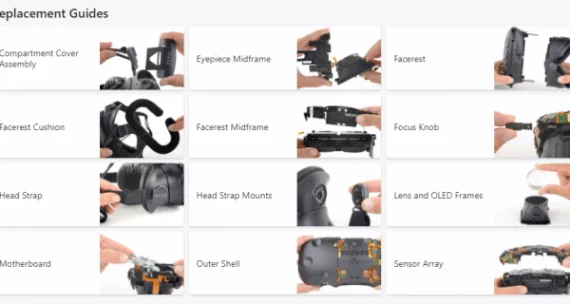 eplacement Guides
Compartment Cover
Assembly
Eyepiece Midframe
Facerest
Facerest Cushion
Facerest Midframe
Focus Knob
Head Strap
Head Strap Mounts
Lens and OLED Frames
Motherboard
Outer Shell
Sensor Array